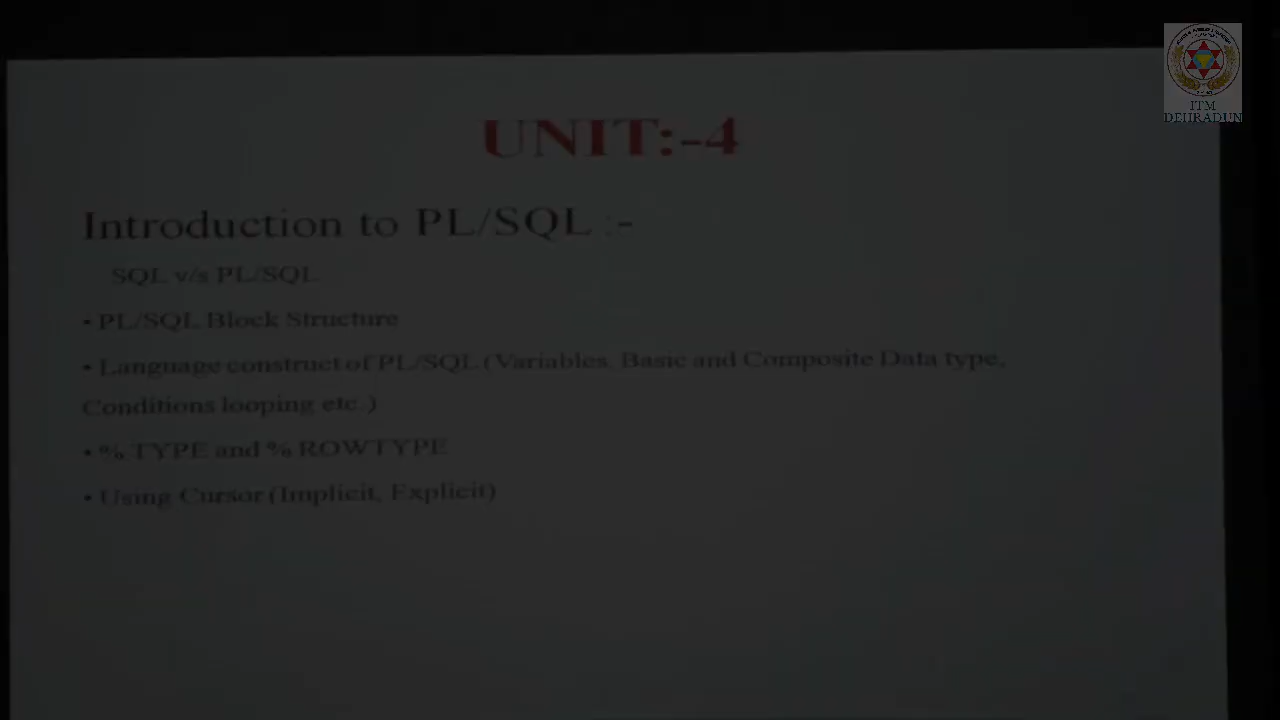 ITM
DEHRADUN
UNIT:-4
Introduction to PL/SQL :-
SQL v/s PL/SQL
• PL/SQL Block Structure
• Language construct of PL/SQL (Variables, Basic and Composite Data type,
Conditions looping etc.)
• % TYPE and % ROWTYPE
• Using Cursor (Implicit, Explicit)